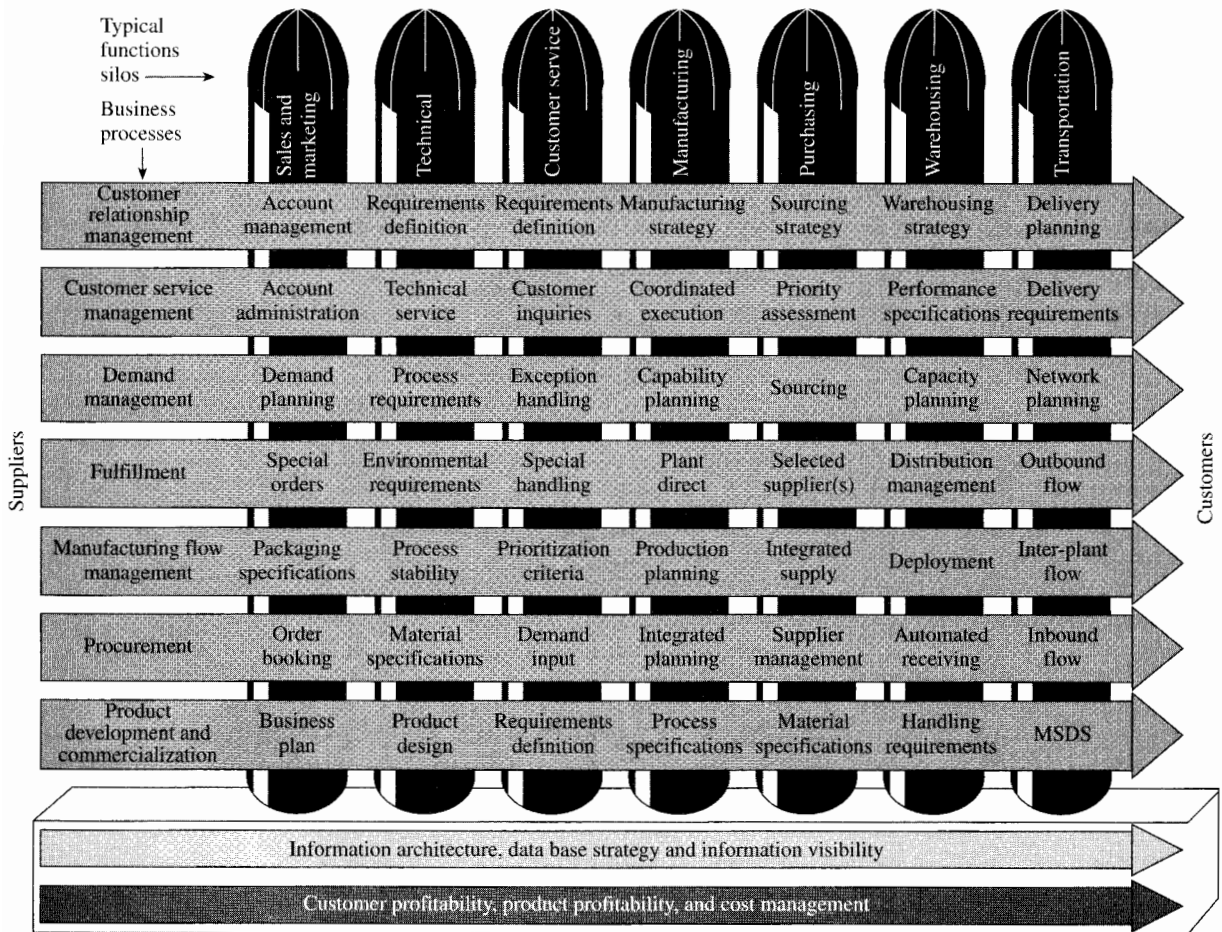 Typical
functions
silos
Business
processes
Sales and
marketing
Technical
Customer service
Manufacturing
Purchasing
Warehousing
Transportation
Suppliers
Customers
Customer
relationship
management
Account
management
Requirements
definition
Requirements
definition
Manufacturing
strategy
Sourcing
strategy
Warehousing
strategy
Delivery
planning
Customer service
management
Account
administration
Technical
service
Customer
inquiries
Coordinated
execution
Priority
assessment
Performance
specifications
Delivery
requirements
Demand
management
Demand
planning
Process
requirements
Exception
handling
Capability
planning
Sourcing
Capacity
planning
Network
planning
Fulfillment
Special
orders
Environmental
requirements
Special
handling
Plant
direct
Selected
supplier(s)
Distribution
management
Outbound
flow
Manufacturing flow
management
Packaging
specifications
Process
stability
Prioritization
criteria
Production
planning
Integrated
supply
Deployment
Inter-plant
flow
Procurement
Order
booking
Material
specifications
Demand
input
Integrated
planning
Supplier
management
Automated
receiving
Inbound
flow
Product
development and
commercialization
Business
plan
Product
design
Requirements
definition
Process
specifications
Material
specifications
Handling
requirements
MSDS
Information architecture, data base strategy and information visibility
Customer profitability, product profitability, and cost management